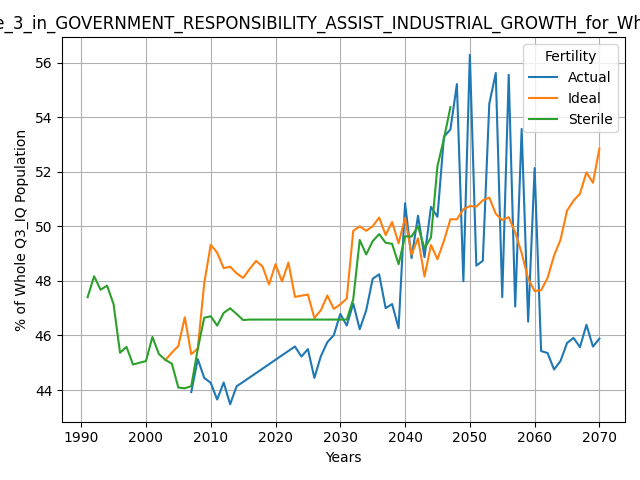 e_3_in_GOVERNMENT_RESPONSIBILITY_ASSIST_INDUSTRIAL_GROWTH_for_Wh
Fertility
Actual
Ideal
Sterile
% of Whole Q3_IQ Population
56
54
52
50
48
46
44
1990
2000
2010
2020
2030
2040
2050
2060
2070
Years